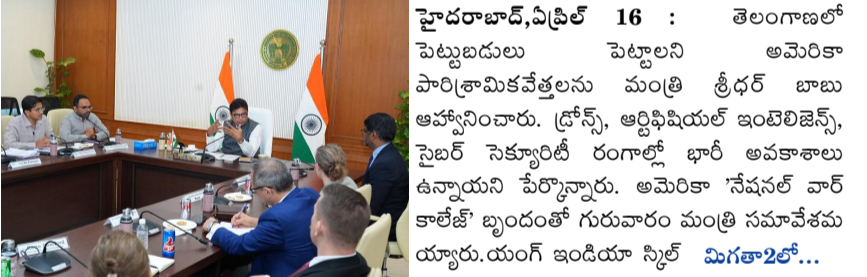 హైదరాబాద్,ఏప్రిల్ 16 : తెలంగాణలో
పెట్టుబడులు పెట్టాలని అమెరికా
పారిశ్రామికవేత్తలను మంత్రి శ్రీధర్ బాబు
ఆహ్వానించారు. డ్రోన్స్, ఆర్టిఫిషియల్ ఇంటెలిజెన్స్,
సైబర్ సెక్యూరిటీ రంగాల్లో భారీ అవకాశాలు
ఉన్నాయని పేర్కొన్నారు. అమెరికా 'నేషనల్ వార్
కాలేజ్' బృందంతో గురువారం మంత్రి సమావేశమ
య్యారు.యంగ్ ఇండియా స్కిల్ మిగతా2లో...